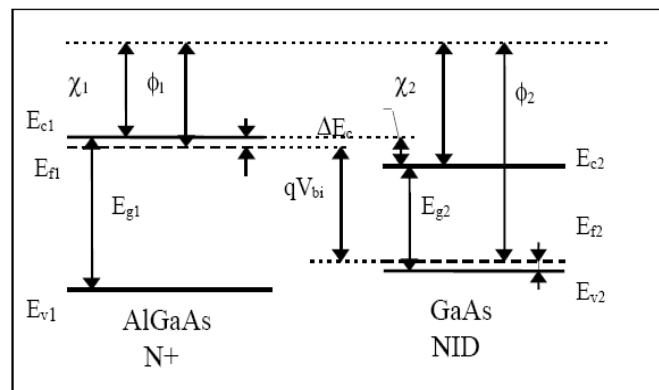 χ1
ϕ1
χ2
ϕ2
Ec1
ΔEc
Ef1
Ec2
Eg1
qVbi
Eg2
Ef2
Ev1
Ev2
AlGaAs
N+
GaAs
NID